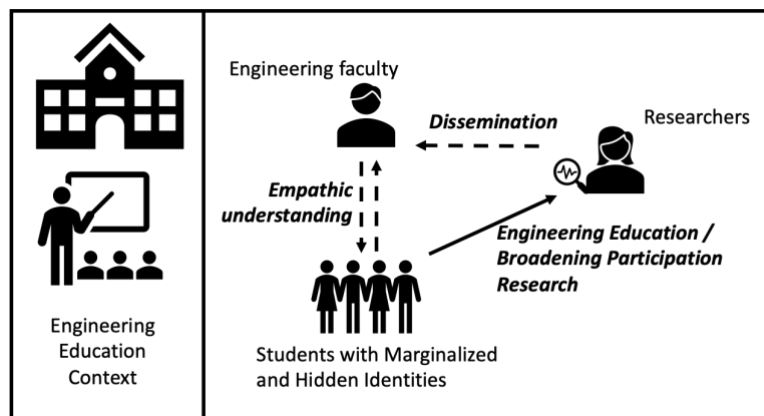 Engineering faculty
Dissemination
Researchers
Empathic
understanding
Engineering Education /
Broadening Participation
Research
Students with Marginalized
and Hidden Identities
Engineering
Education
Context